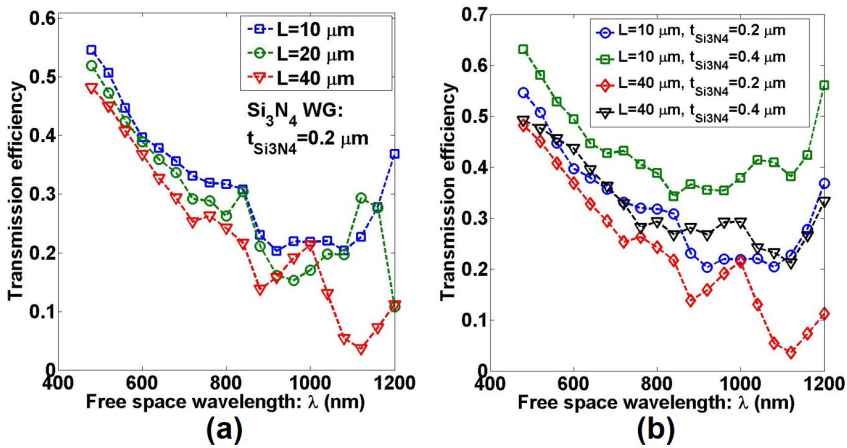 0.6
0.5
0.4
0.3
0.2
0.1
0
Transmission efficiency
L=10 μm
L=20 μm
L=40 μm
Si3N4 WG:
tSi3N4=0.2 μm
400 600 800 1000 1200
Free space wavelength: λ (nm)
(a)
0.7
0.6
0.5
0.4
0.3
0.2
0.1
0
Transmission efficiency
L=10 μm, tSi3N4=0.2 μm
L=10 μm, tSi3N4=0.4 μm
L=40 μm, tSi3N4=0.2 μm
L=40 μm, tSi3N4=0.4 μm
400 600 800 1000 1200
Free space wavelength: λ (nm)
(b)